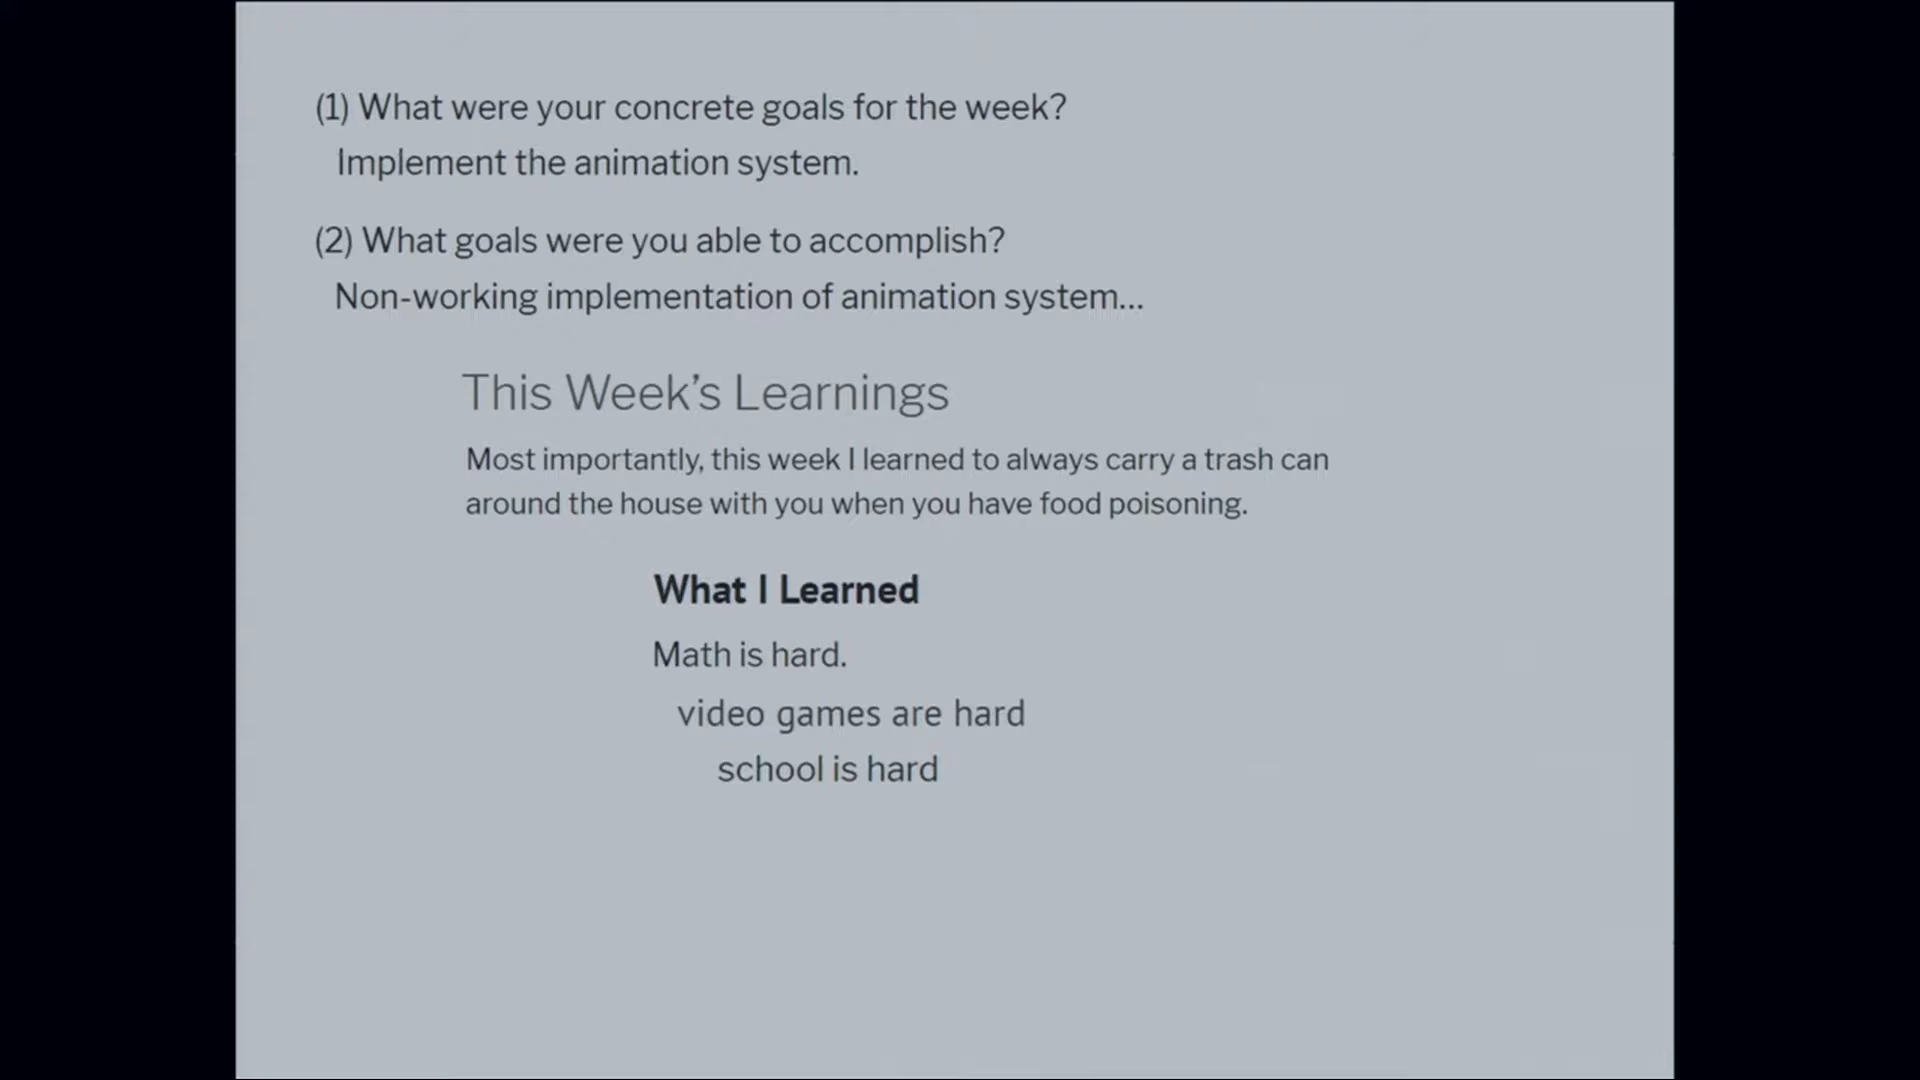 (1) What were your concrete goals for the week?
Implement the animation system.
(2) What goals were you able to accomplish?
Non-working implementation of animation system...
This Week’s Learnings
Most importantly, this week I learned to always carry a trash can
around the house with you when you have food poisoning.
What I Learned
Math is hard.
video games are hard
school is hard